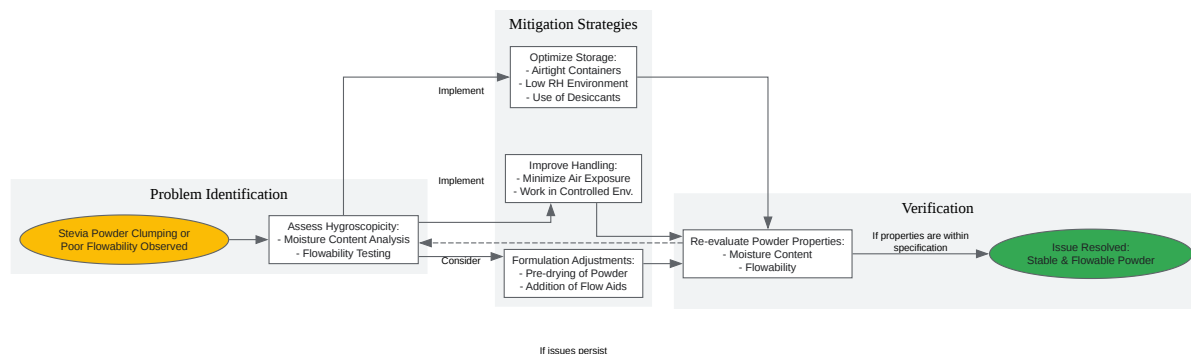 Mitigation Strategies
Optimize Storage:
- Airtight Containers
- Low RH Environment
- Use of Desiccants
Implement
Improve Handling:
- Minimize Air Exposure
- Work in Controlled Env.
Implement
Problem Identification
Stevia Powder Clumping or
Poor Flowability Observed
Assess Hygroscopicity:
- Moisture Content Analysis
- Flowability Testing
Consider
Formulation Adjustments:
- Pre-drying of Powder
- Addition of Flow Aids
Verification
Re-evaluate Powder Properties:
- Moisture Content
- Flowability
If properties are within
specification
Issue Resolved:
Stable & Flowable Powder
If issues persist